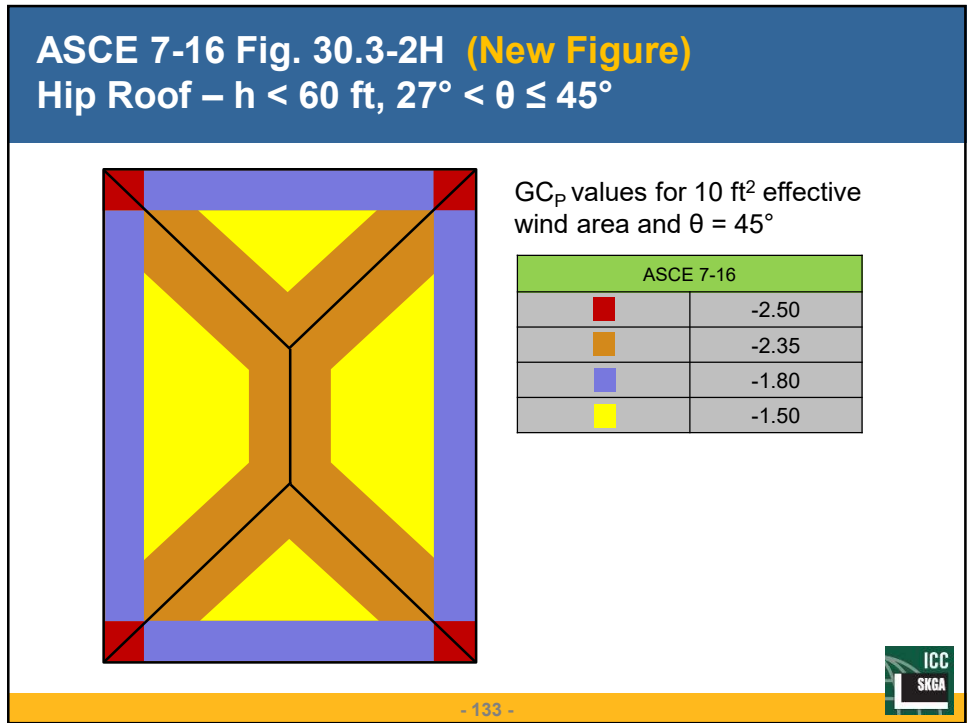 ASCE 7-16 Fig. 30.3-2H (New Figure)
Hip Roof – h < 60 ft, 27° < θ ≤ 45°
GCP values for 10 ft2 effective
wind area and θ = 45°
ASCE 7-16
-2.50
-2.35
-1.80
-1.50
ICC
SKGA
- 133 -